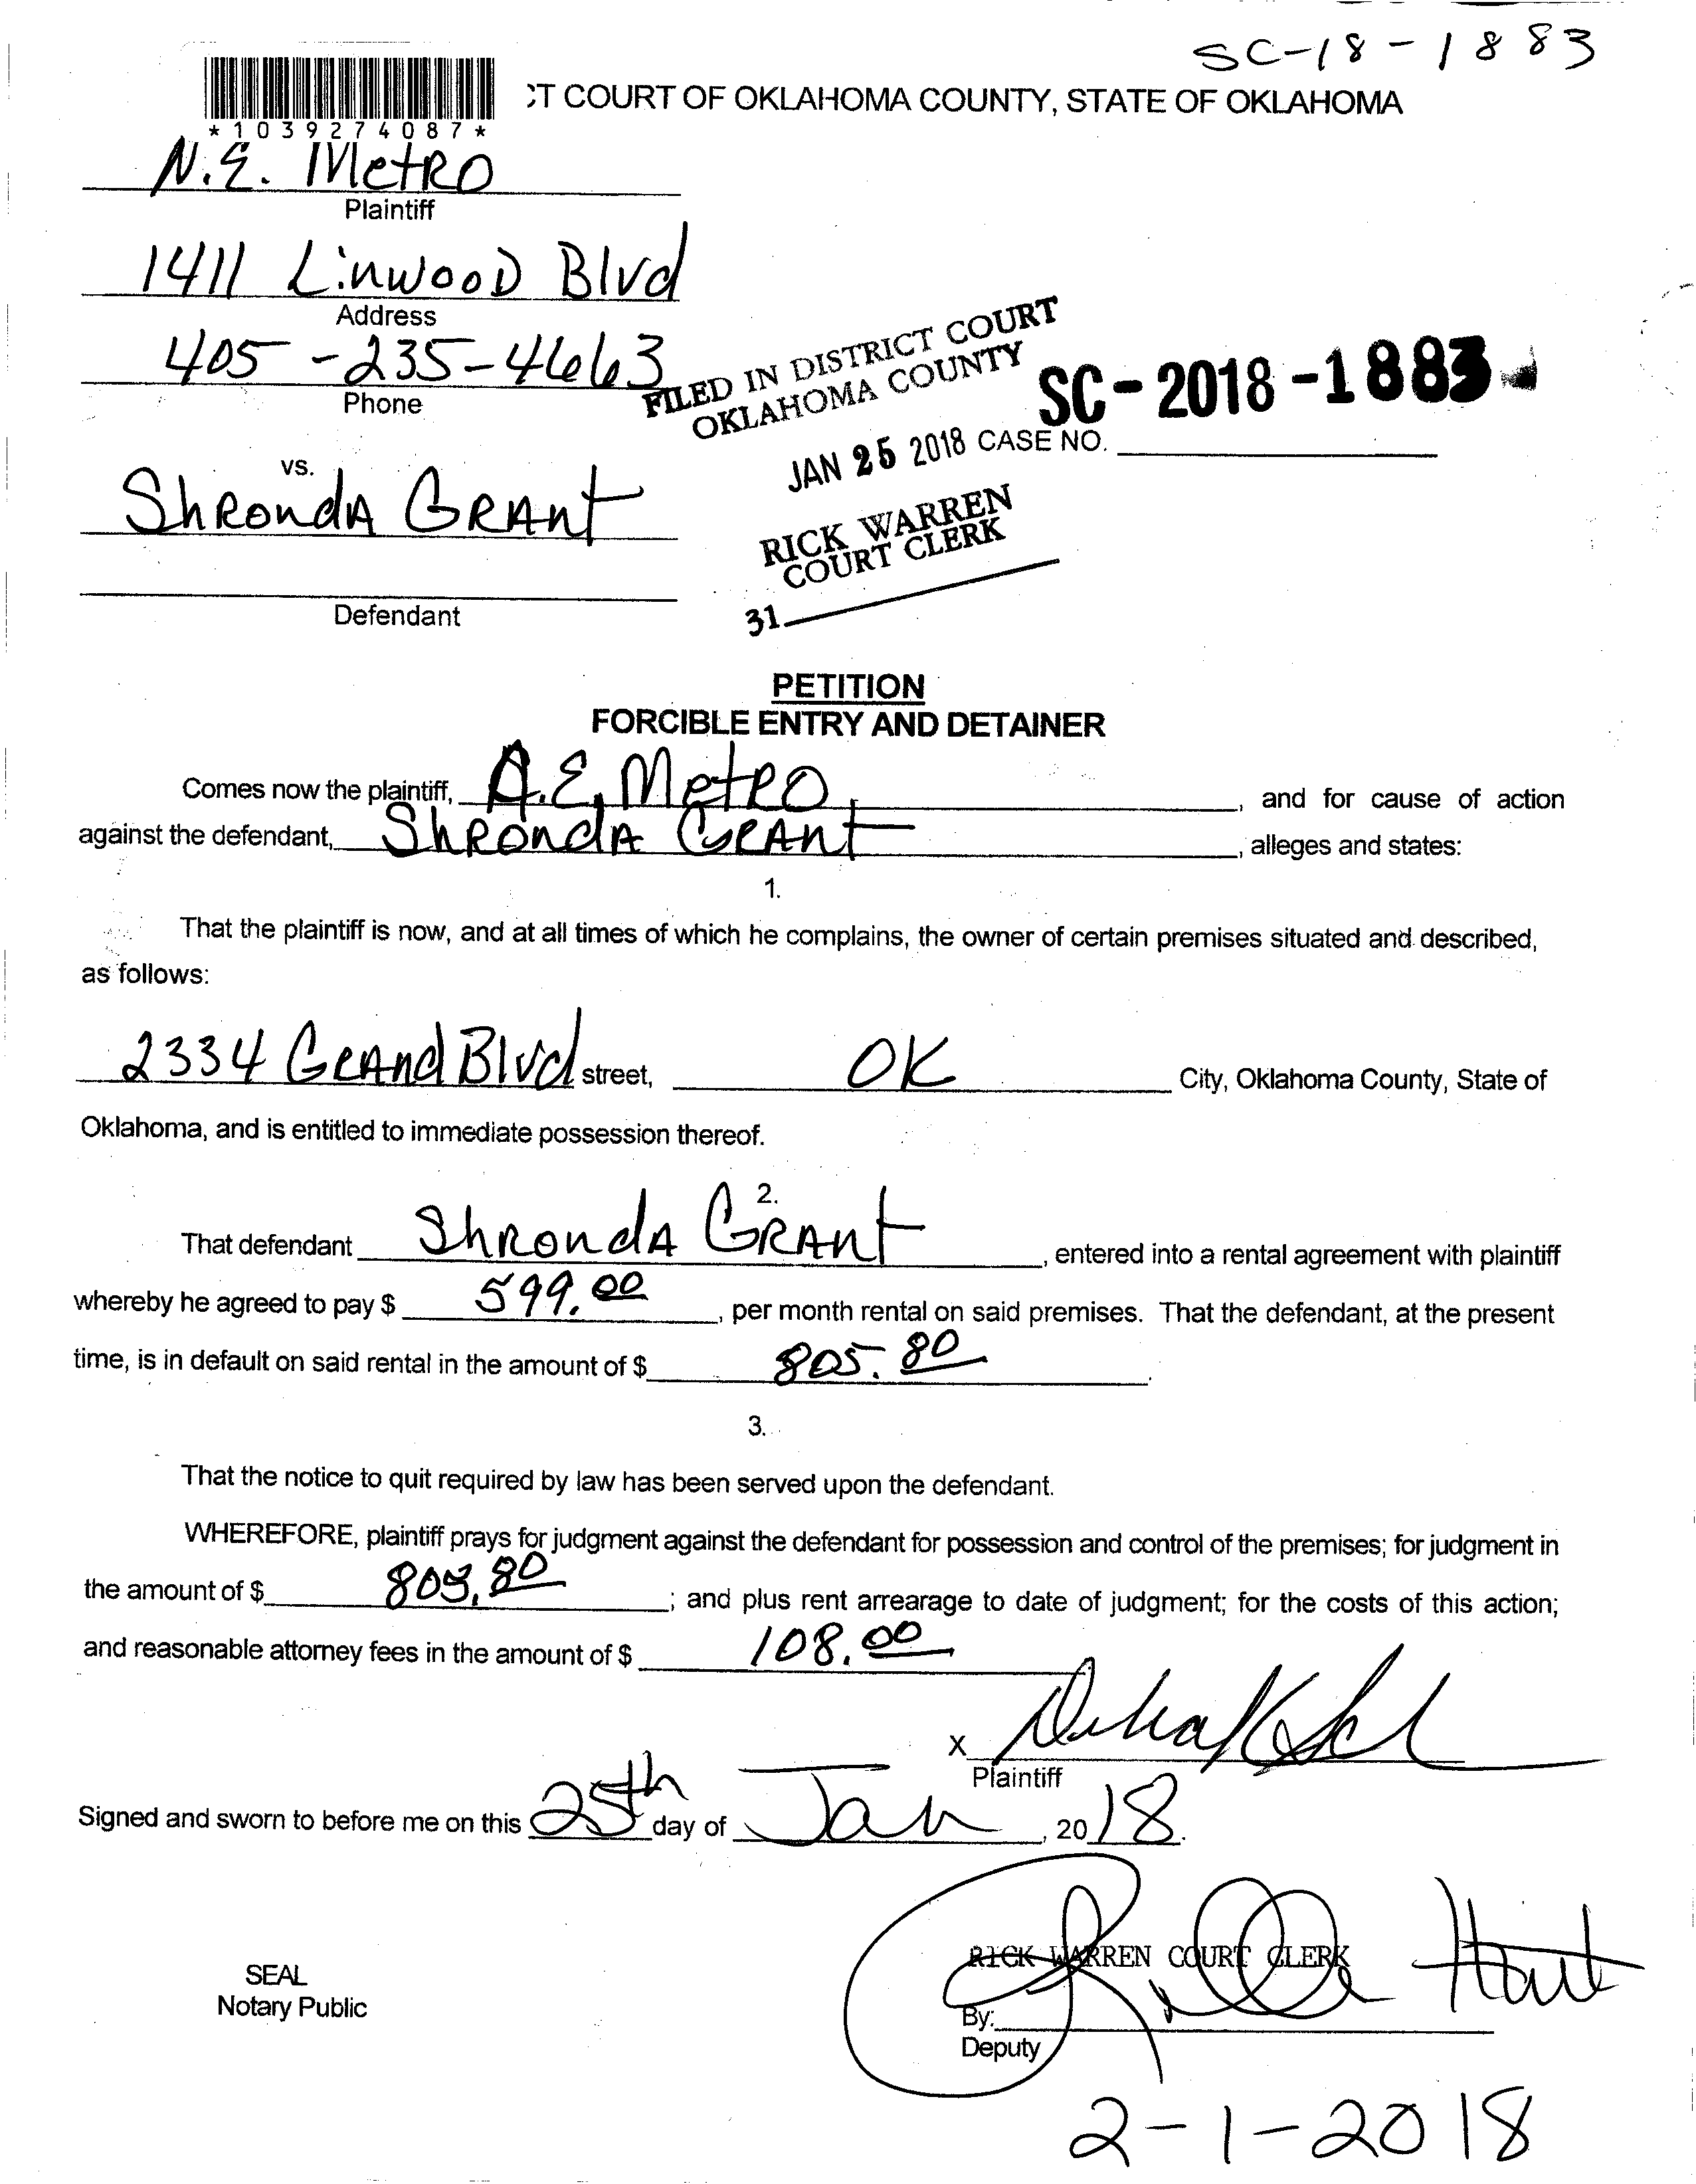 SC-18-1883
CT COURT OF OKLAHOMA COUNTY, STATE OF OKLAHOMA
*1039274087*
N.E. Metro
Plaintiff
1411 Linwood Blvd
Address
405-235-4663
Phone
FILED IN DISTRICT COURT
OKLAHOMA COUNTY
SC-2018-1883
JAN 25 2018
CASE NO.
vs.
Shronda Grant
RICK WARREN
COURT CLERK
31
Defendant
PETITION
FORCIBLE ENTRY AND DETAINER
Comes now the plaintiff, N.E. Metro, and for cause of action
against the defendant, Shronda Grant, alleges and states:
1.
That the plaintiff is now, and at all times of which he complains, the owner of certain premises situated and described,
as follows:
2334 Grand Blvd street, OK City, Oklahoma County, State of
Oklahoma, and is entitled to immediate possession thereof.
2.
That defendant Shronda Grant, entered into a rental agreement with plaintiff
whereby he agreed to pay $ 599.00, per month rental on said premises. That the defendant, at the present
time, is in default on said rental in the amount of $ 805.80.
3.
That the notice to quit required by law has been served upon the defendant.
WHEREFORE, plaintiff prays for judgment against the defendant for possession and control of the premises; for judgment in
the amount of $ 805.80; and plus rent arrearage to date of judgment; for the costs of this action;
and reasonable attorney fees in the amount of $ 108.00
X
Plaintiff
Signed and sworn to before me on this 25th day of Jan, 2018.
RICK WARREN COURT CLERK
SEAL
Notary Public
By:
Deputy
2-1-2018